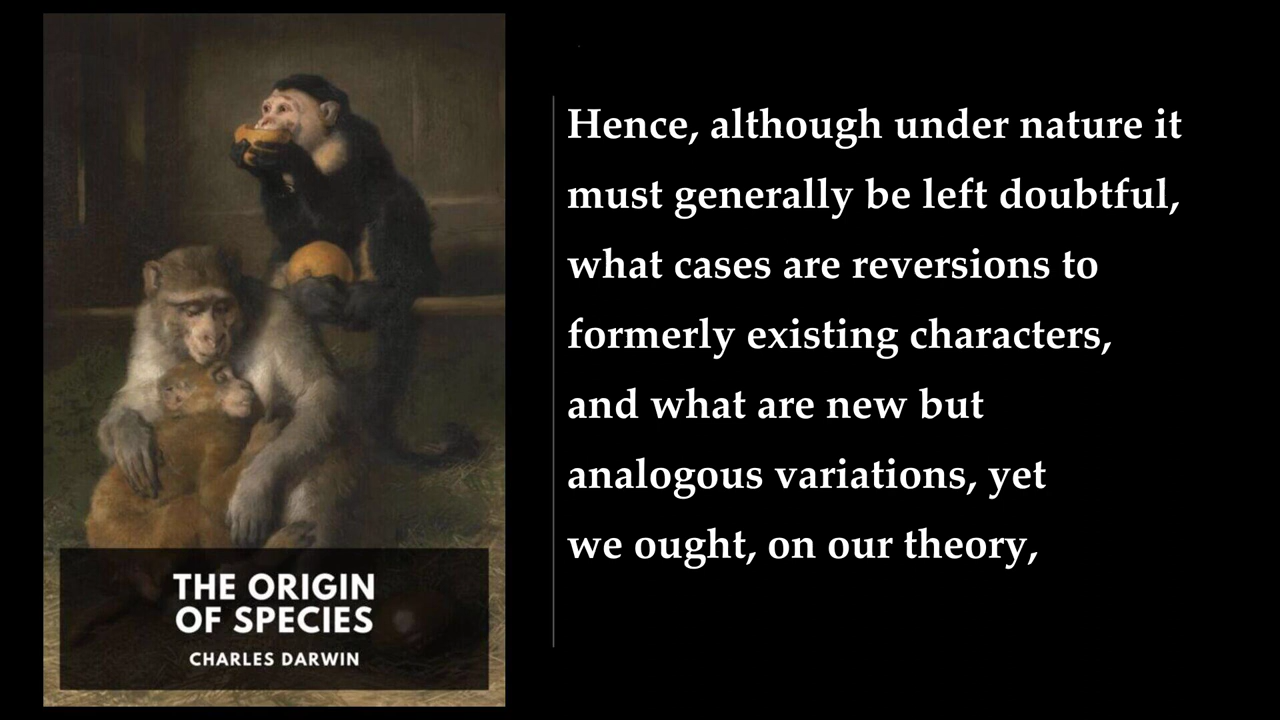 THE ORIGIN
OF SPECIES
CHARLES DARWIN
Hence, although under nature it
must generally be left doubtful,
what cases are reversions to
formerly existing characters,
and what are new but
analogous variations, yet
we ought, on our theory,